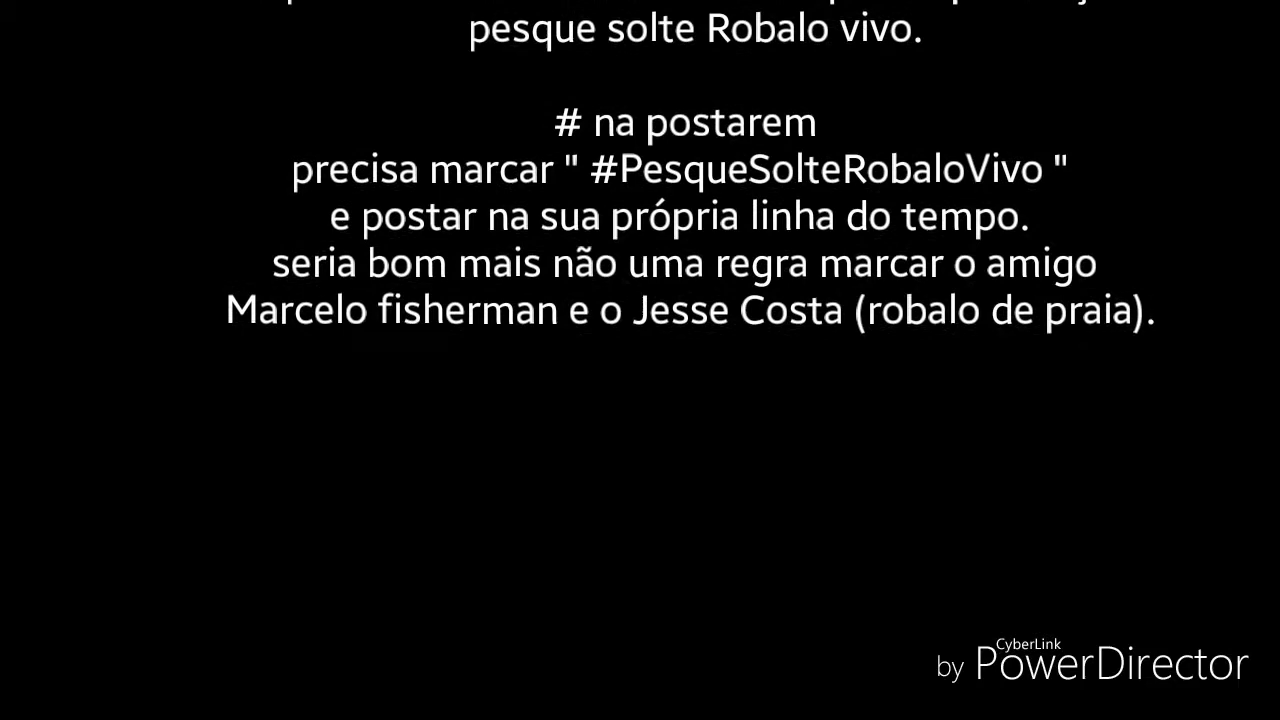 pesque solte Robalo vivo.
# na postarem
precisa marcar " #PesqueSolteRobaloVivo "
e postar na sua própria linha do tempo.
seria bom mais não uma regra marcar o amigo
Marcelo fisherman e o Jesse Costa (robalo de praia).
CyberLink
by PowerDirector